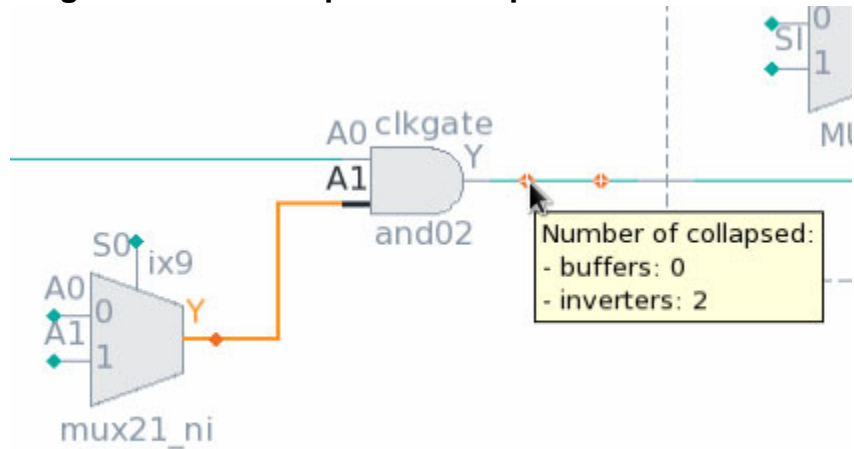 0
SI
1
MU
A0 clkgate
Y
A1
and02
Number of collapsed:
- buffers: 0
- inverters: 2
S0
ix9
A0
0
Y
A1
1
mux21_ni